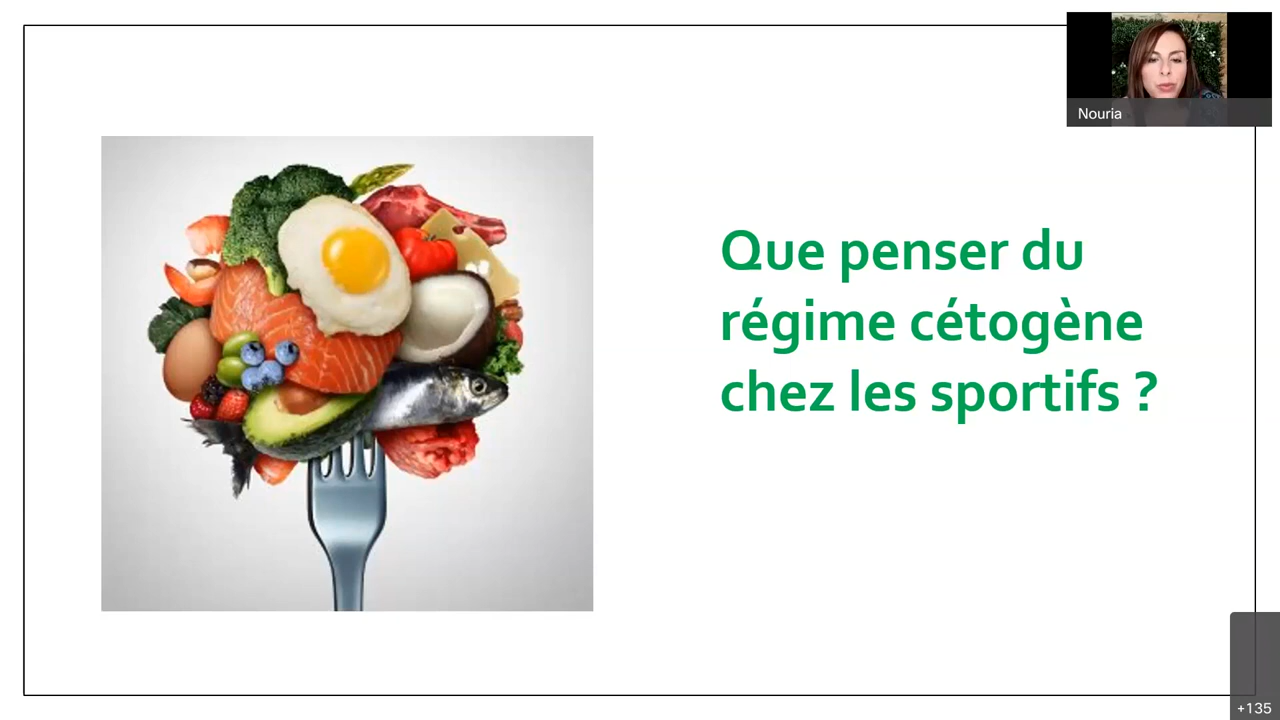 Nouria
Que penser du
régime cétogène
chez les sportifs ?
+135